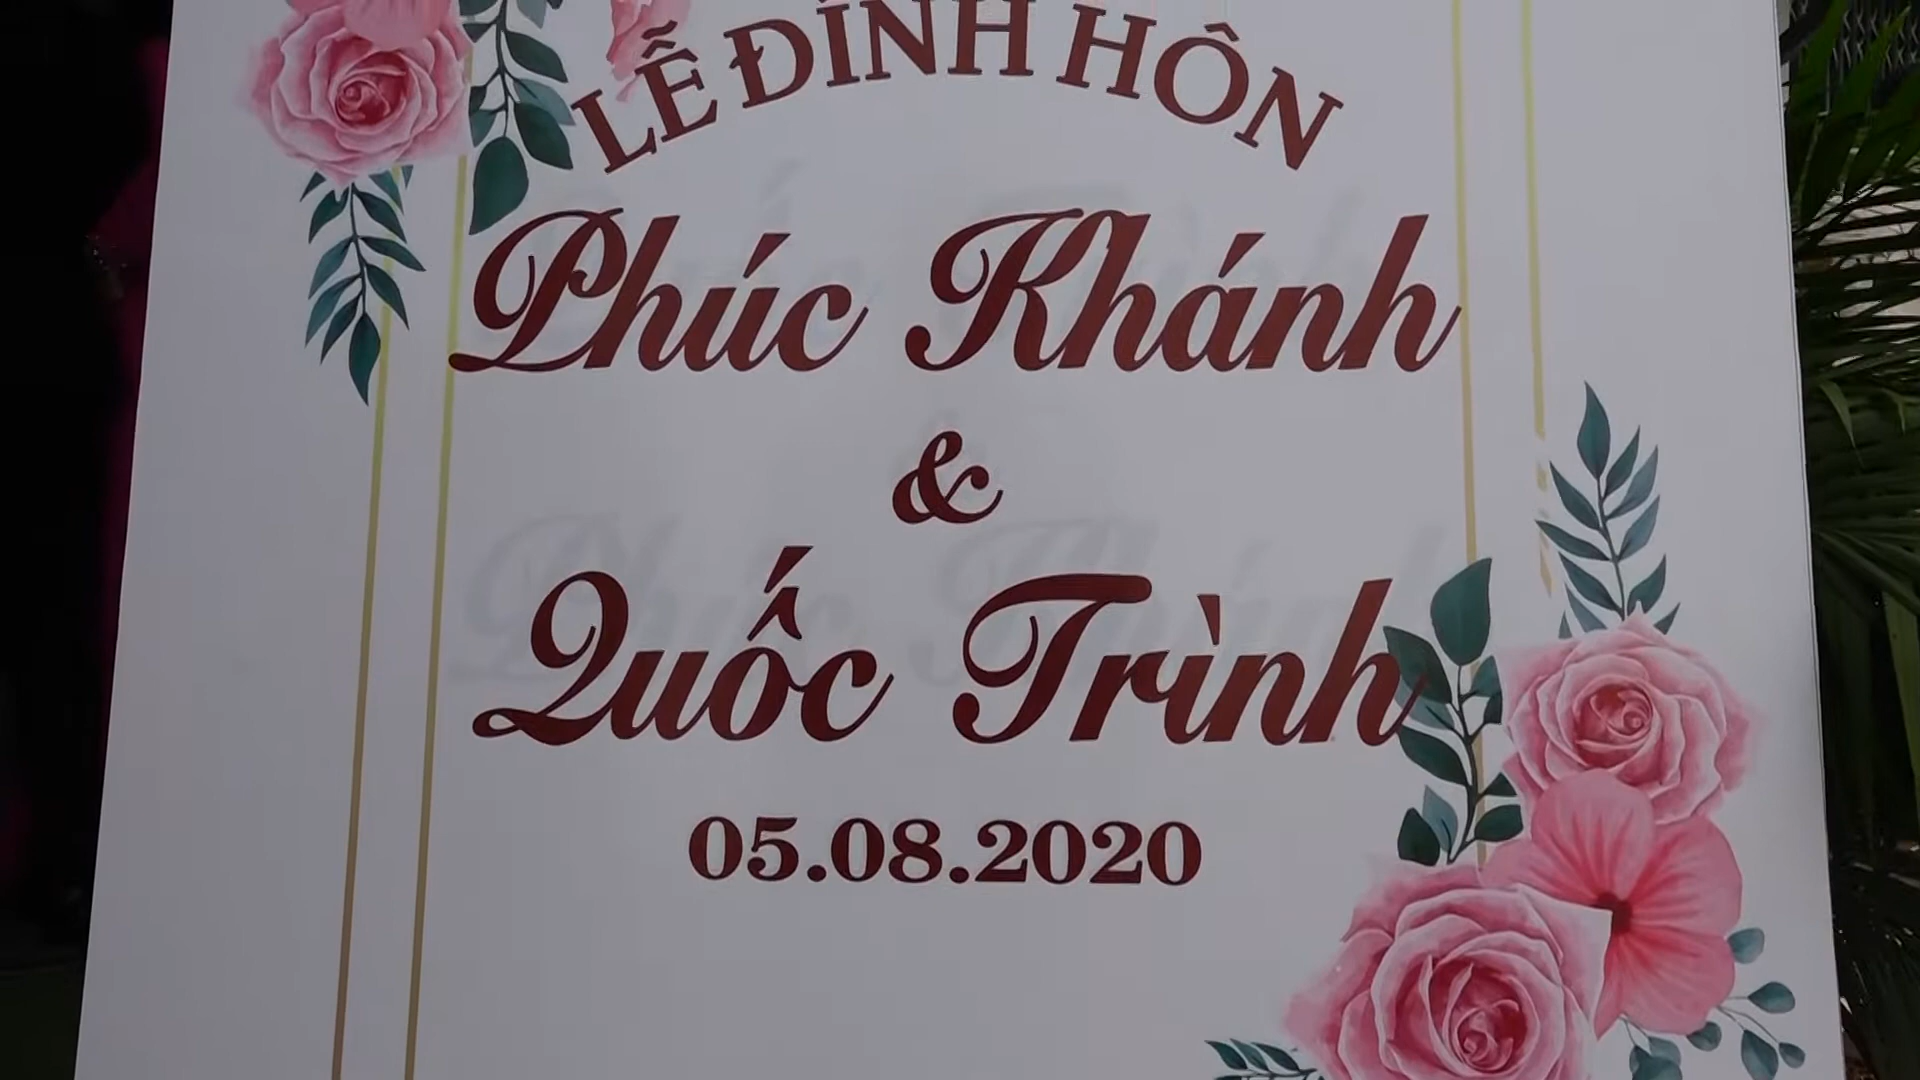 LỄ ĐÍNH HÔN
Phúc Khánh
&
Quốc Trình
05.08.2020